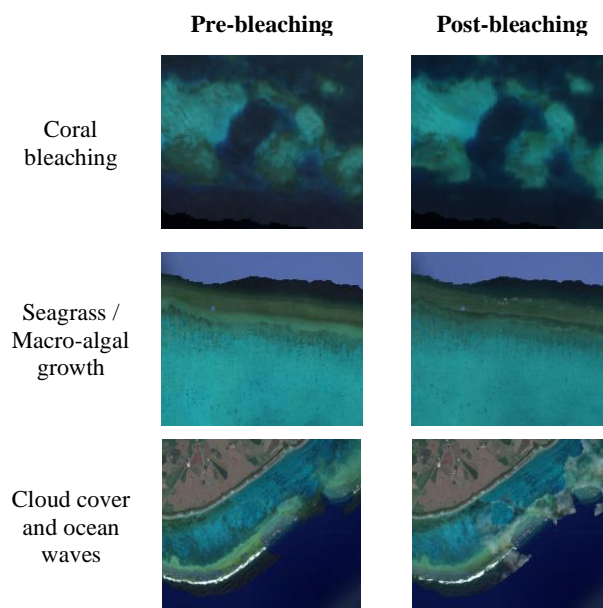 Pre-bleaching Post-bleaching
Coral
bleaching
Seagrass /
Macro-algal
growth
Cloud cover
and ocean
waves